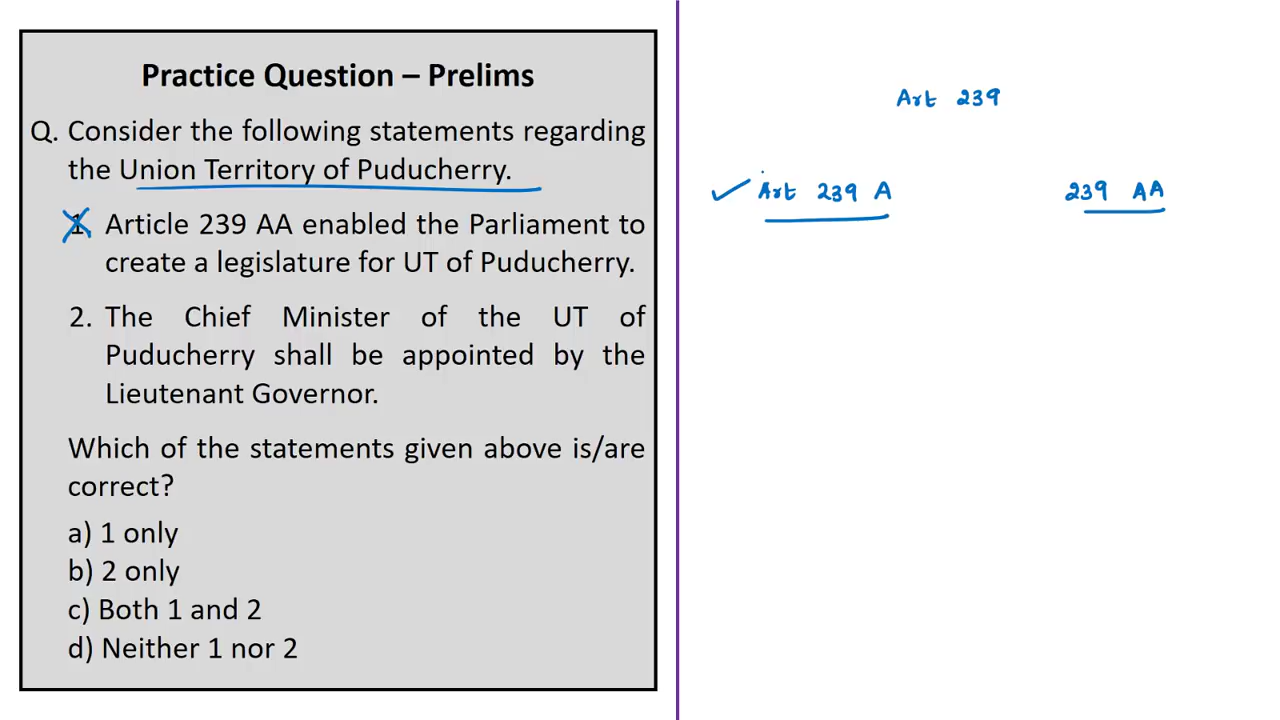 Practice Question – Prelims
Q. Consider the following statements regarding
the Union Territory of Puducherry.
1. Article 239 AA enabled the Parliament to
create a legislature for UT of Puducherry.
2. The Chief Minister of the UT of
Puducherry shall be appointed by the
Lieutenant Governor.
Which of the statements given above is/are
correct?
a) 1 only
b) 2 only
c) Both 1 and 2
d) Neither 1 nor 2
Art 239
Art 239 A
239 AA